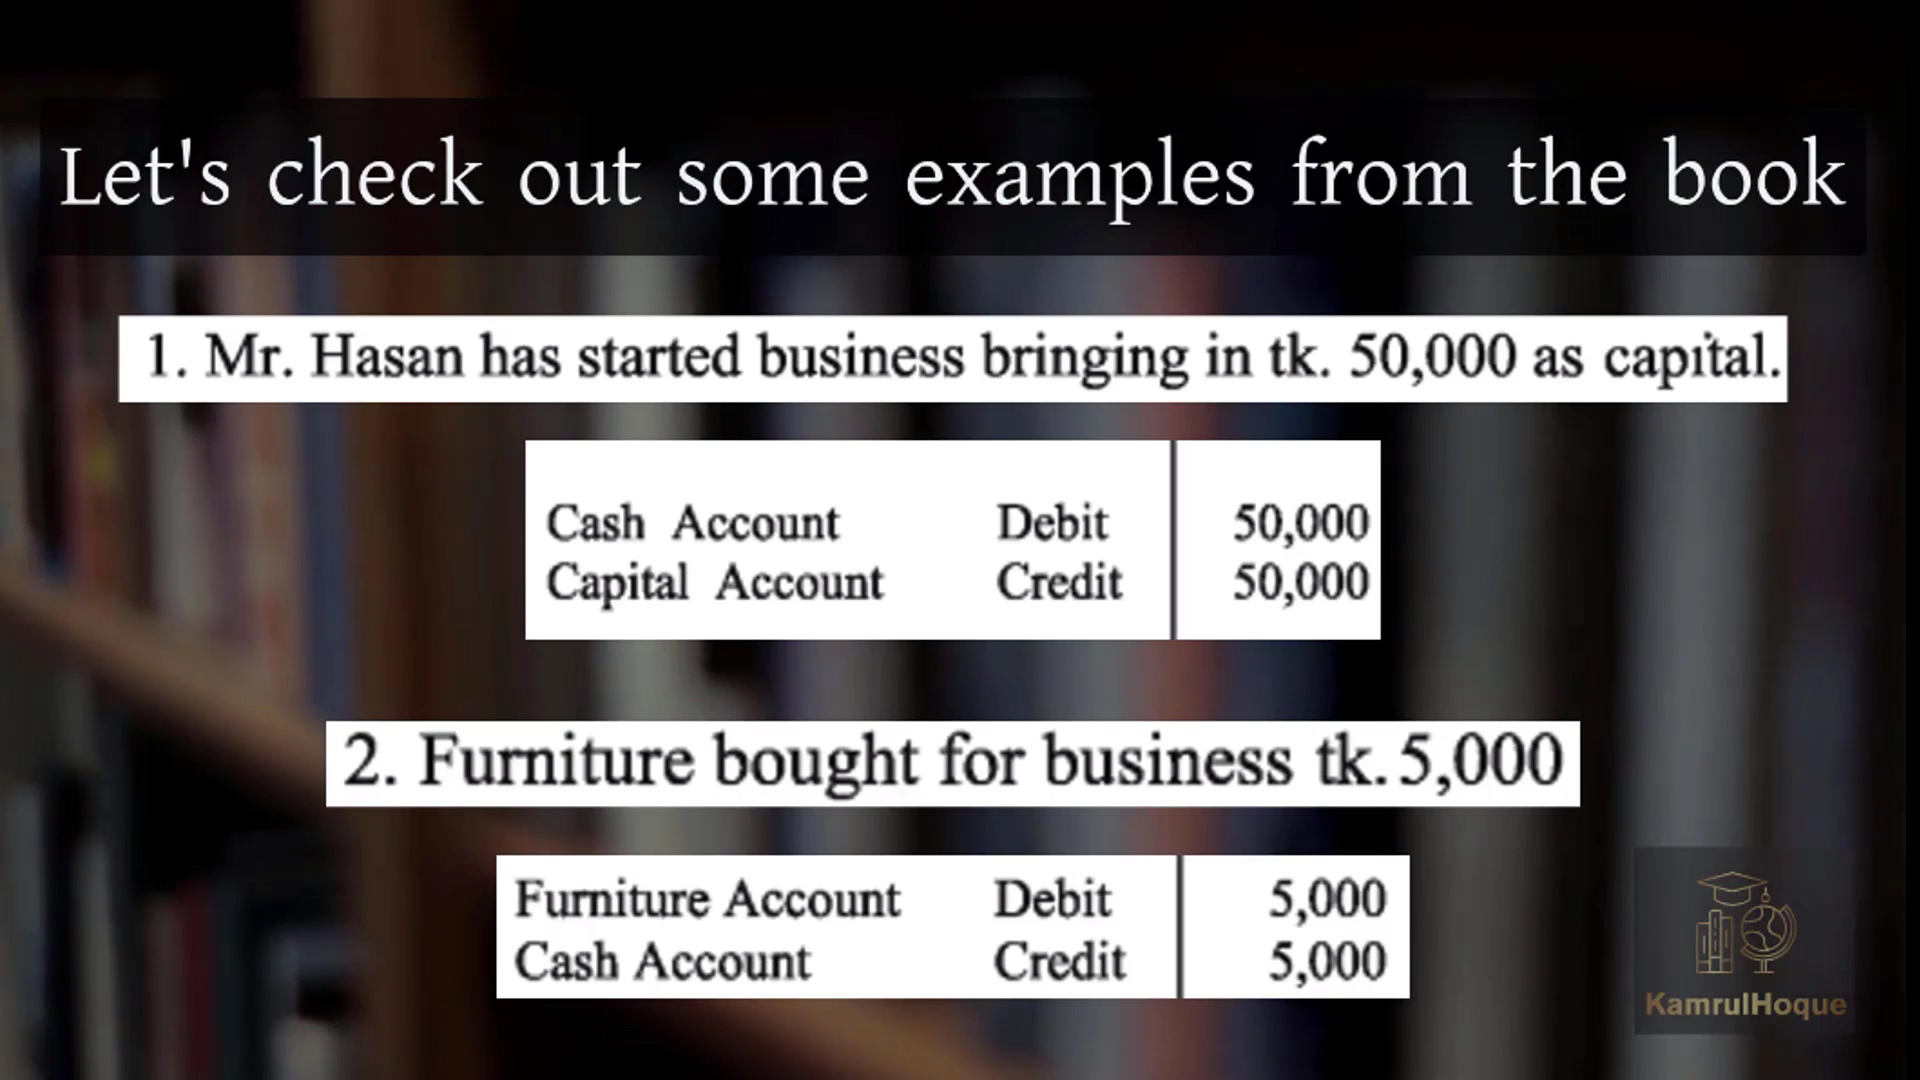 Let's check out some examples from the book
1. Mr. Hasan has started business bringing in tk. 50,000 as capital.
Cash Account Debit 50,000
Capital Account Credit 50,000
2. Furniture bought for business tk. 5,000
Furniture Account Debit 5,000
Cash Account Credit 5,000
KamrulHoque